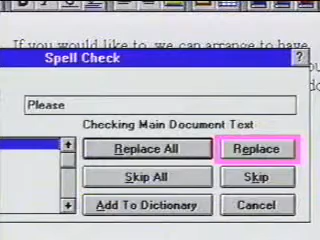 If you would like to, we can arrange to have
Spell Check
?
Please
Checking Main Document Text
Replace All
Replace
Skip All
Skip
Add To Dictionary
Cancel